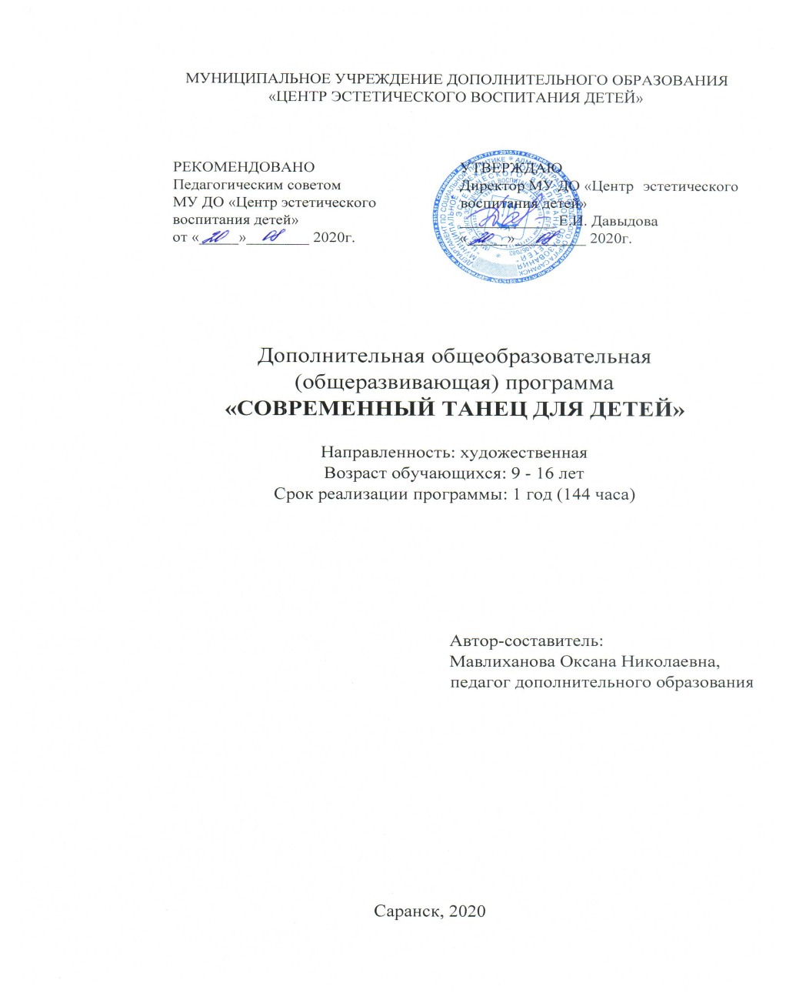 МУНИЦИПАЛЬНОЕ УЧРЕЖДЕНИЕ ДОПОЛНИТЕЛЬНОГО ОБРАЗОВАНИЯ
«ЦЕНТР ЭСТЕТИЧЕСКОГО ВОСПИТАНИЯ ДЕТЕЙ»
РЕКОМЕНДОВАНО
Педагогическим советом
МУ ДО «Центр эстетического
воспитания детей»
от «20» 08 2020г.
УТВЕРЖДАЮ
Директор МУ ДО «Центр эстетического
воспитания детей»
Е.И. Давыдова
«20» 08 2020г.
Дополнительная общеобразовательная
(общеразвивающая) программа
«СОВРЕМЕННЫЙ ТАНЕЦ ДЛЯ ДЕТЕЙ»
Направленность: художественная
Возраст обучающихся: 9 - 16 лет
Срок реализации программы: 1 год (144 часа)
Автор-составитель:
Мавлиханова Оксана Николаевна,
педагог дополнительного образования
Саранск, 2020